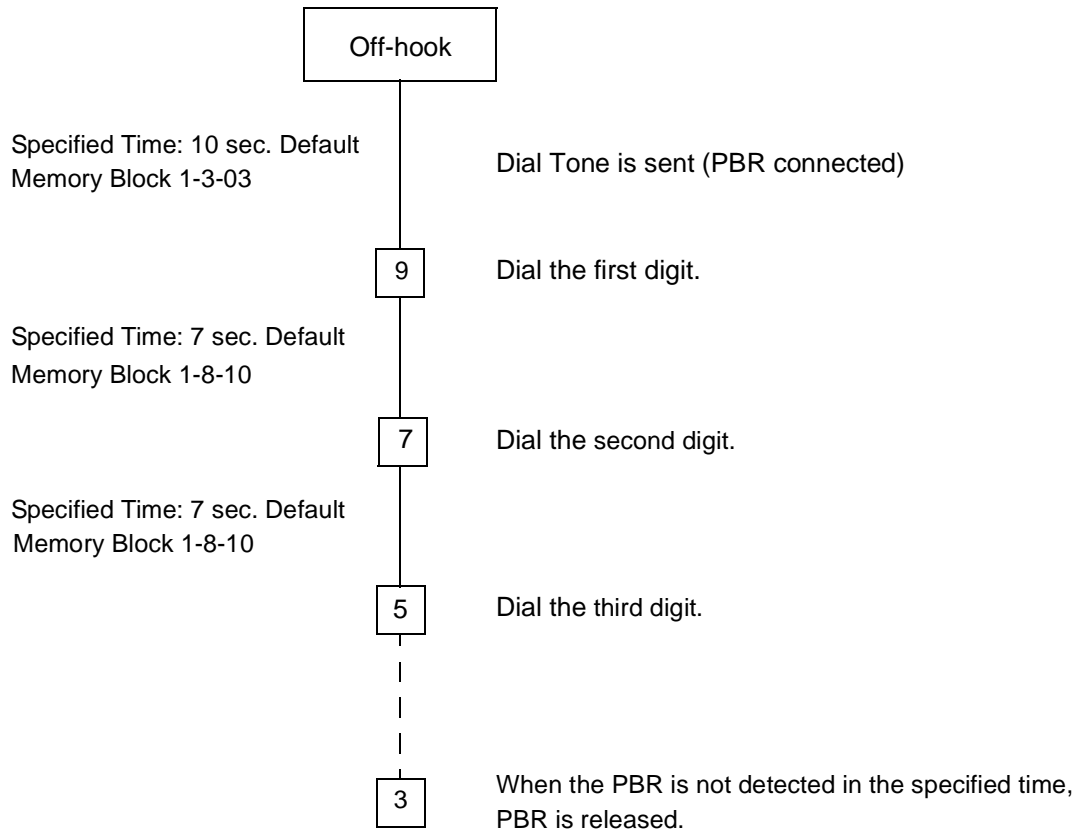 Off-hook
Specified Time: 10 sec. Default
Memory Block 1-3-03
Dial Tone is sent (PBR connected)
9
Dial the first digit.
Specified Time: 7 sec. Default
Memory Block 1-8-10
7
Dial the second digit.
Specified Time: 7 sec. Default
Memory Block 1-8-10
5
Dial the third digit.
3
When the PBR is not detected in the specified time,
PBR is released.